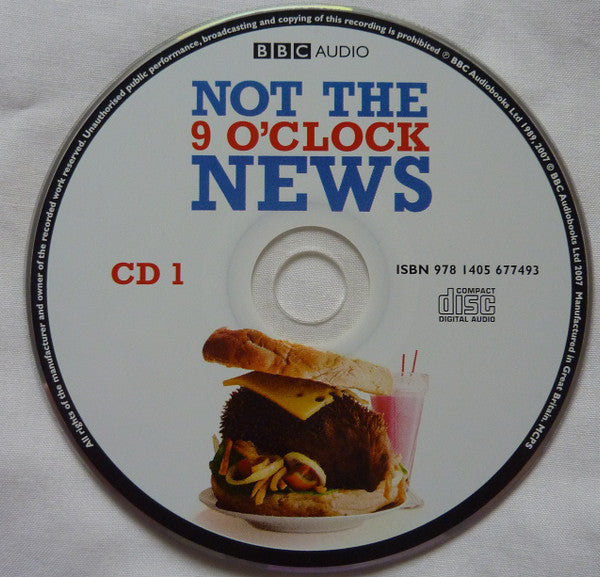 BBC AUDIO
NOT THE
9 O'CLOCK
NEWS
CD 1
ISBN 978 1405 677493
COMPACT
disc
DIGITAL AUDIO
All rights of the manufacturer and owner of the recorded work reserved. Unauthorised public performance, broadcasting and copying of this recording is prohibited ℗ BBC Audiobooks Ltd 1989, 2007 © BBC Audiobooks Ltd 2007 Manufactured in Great Britain. MCPS